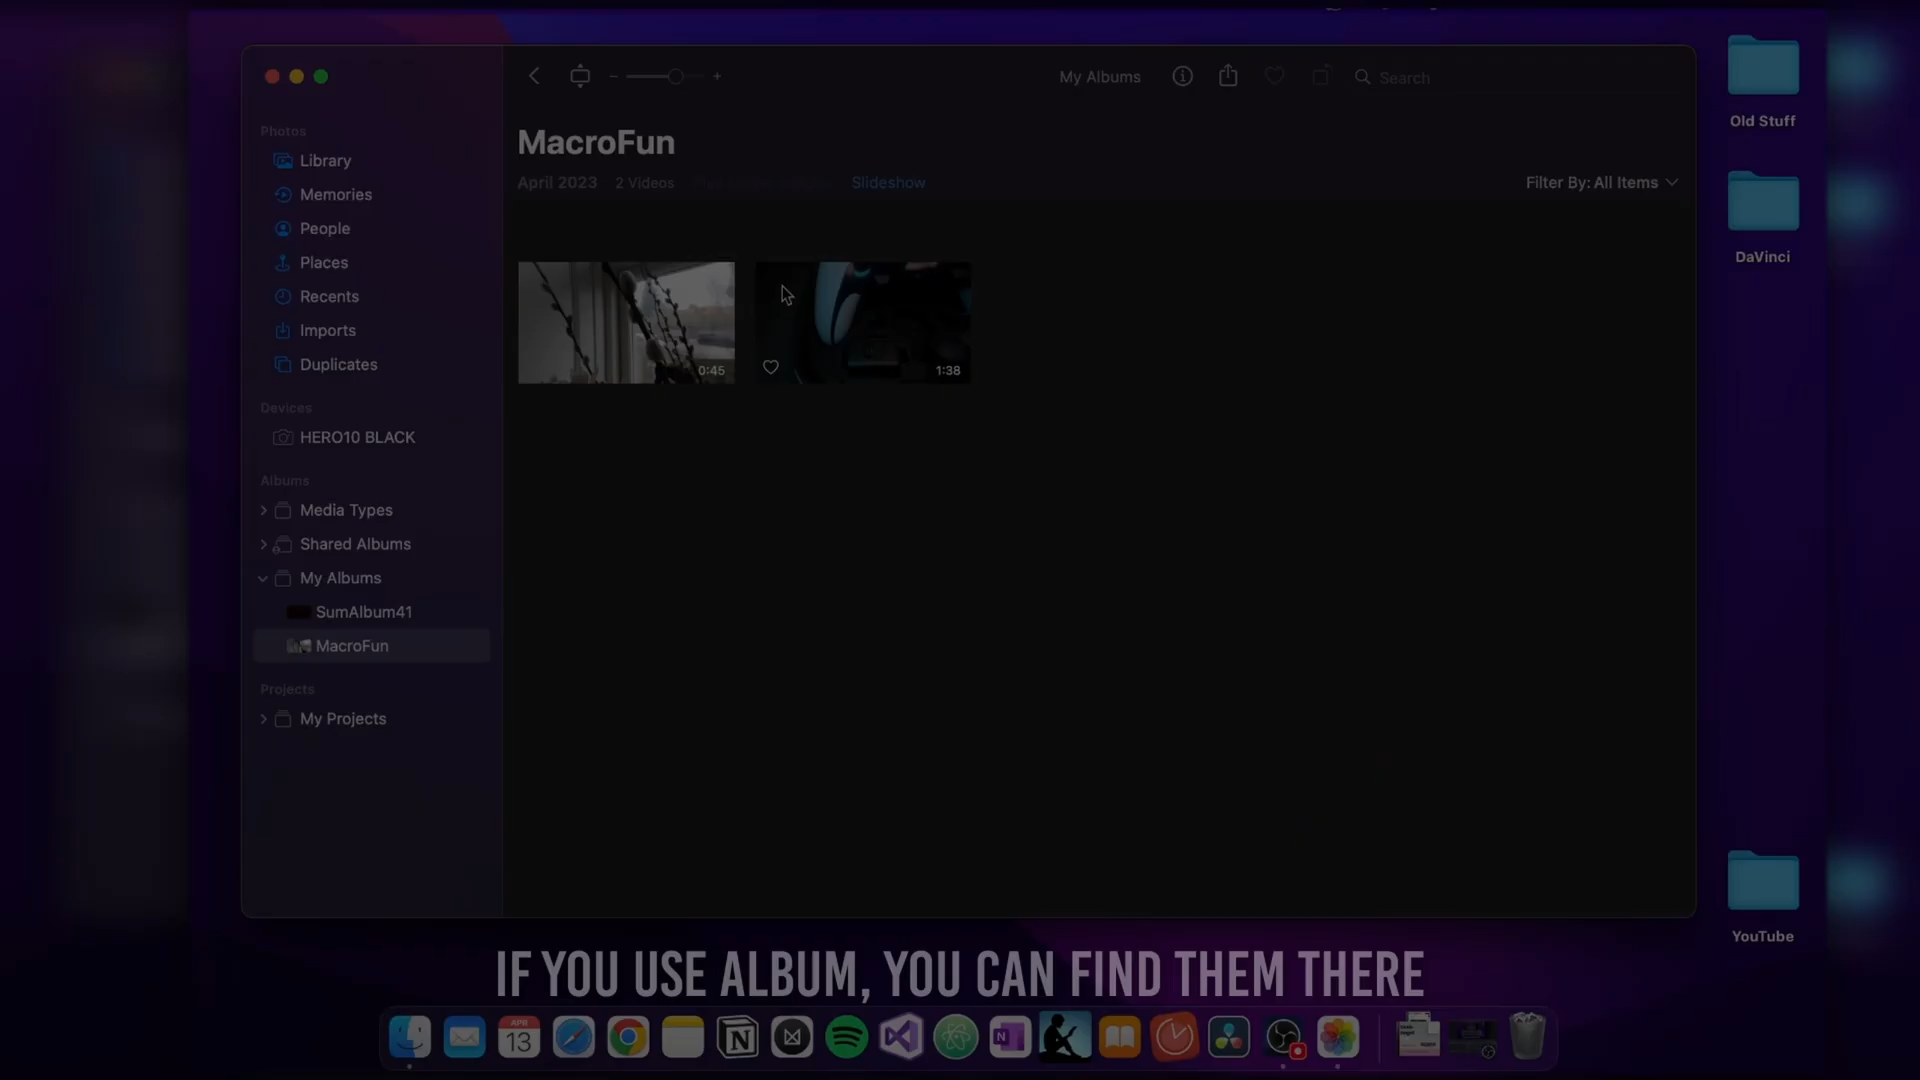 My Albums
Search
Photos
Library
Memories
People
Places
Recents
Imports
Duplicates
Devices
HERO10 BLACK
Albums
Media Types
Shared Albums
My Albums
SumAlbum41
MacroFun
Projects
My Projects
MacroFun
April 2023 2 Videos Slideshow
Filter By: All Items
0:45
1:38
Old Stuff
DaVinci
YouTube
IF YOU USE ALBUM, YOU CAN FIND THEM THERE
APR
13